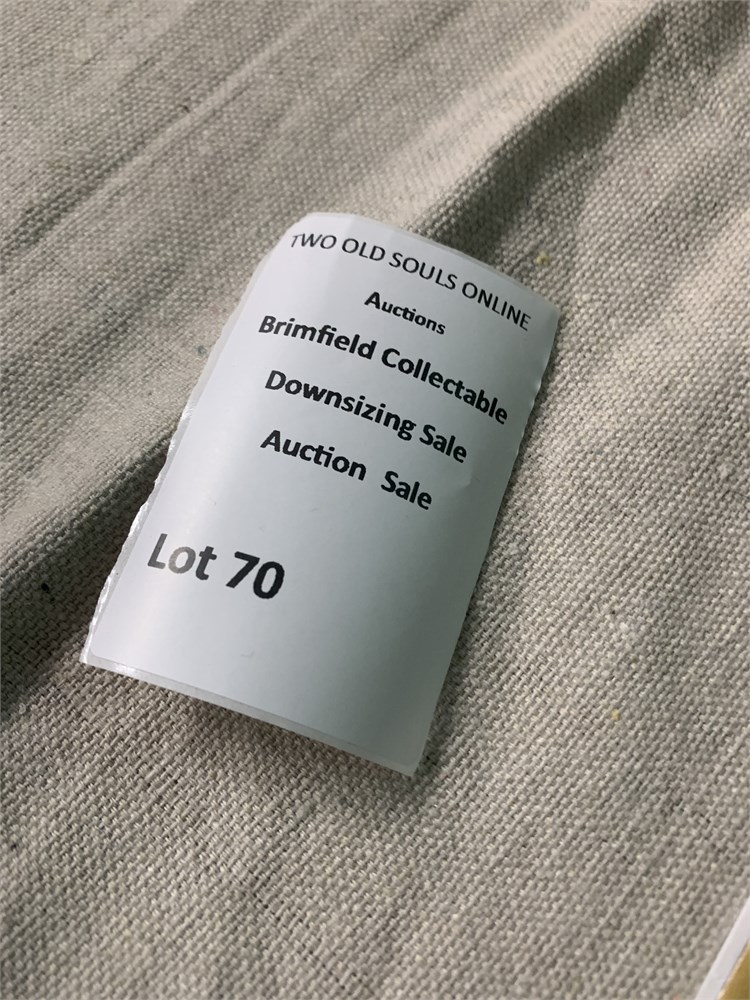 TWO OLD SOULS ONLINE
Auctions
Brimfield Collectable
Downsizing Sale
Auction Sale
Lot 70